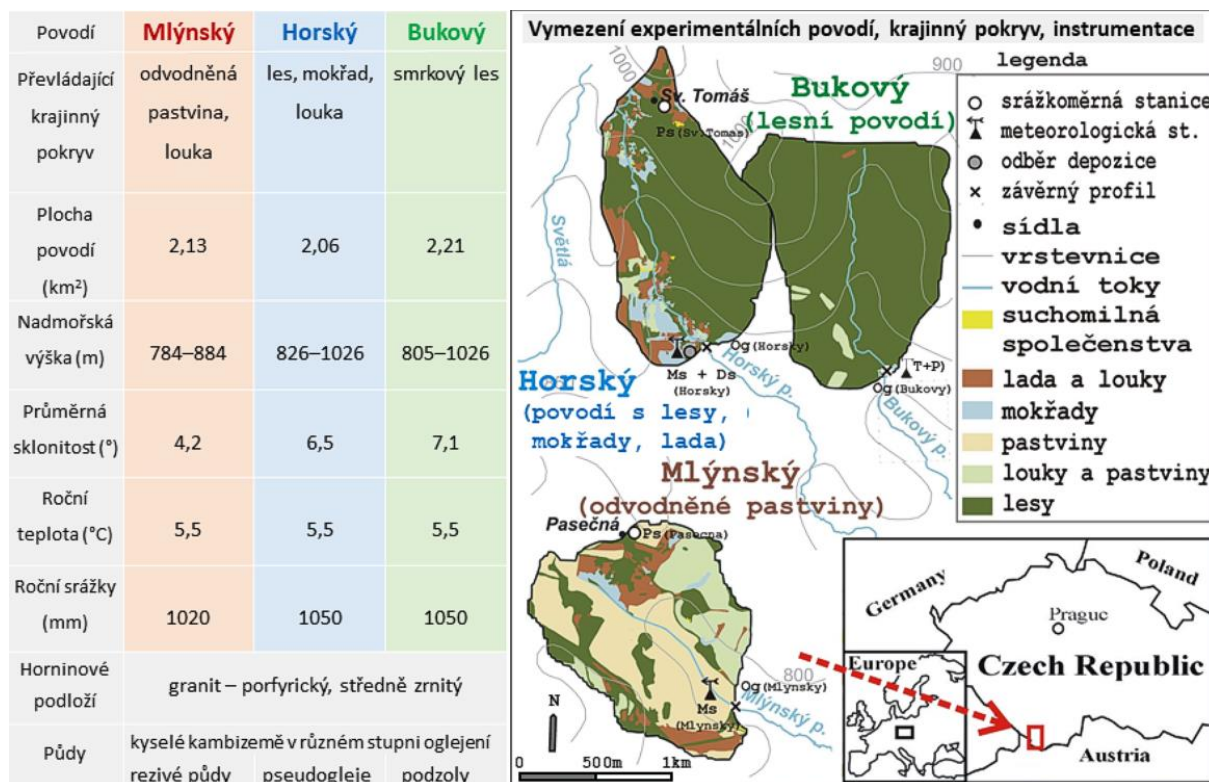 Povodí Mlýnský Horský Bukový
Převládající krajinný pokryv
odvodněná pastvina, louka
les, mokřad, louka
smrkový les
Plocha povodí (km²)
2,13 2,06 2,21
Nadmořská výška (m)
784–884 826–1026 805–1026
Průměrná sklonitost (°)
4,2 6,5 7,1
Roční teplota (°C)
5,5 5,5 5,5
Roční srážky (mm)
1020 1050 1050
Horninové podloží
granit – porfyrický, středně zrnitý
Půdy
kyselé kambizemě v různém stupni oglejení
rezivé půdy pseudogleje podzoly
Vymezení experimentálních povodí, krajinný pokryv, instrumentace
1000
900
Sv. Tomáš
Ps (Sv.Tomas)
1000
Bukový
(lesní povodí)
Světlá
Og (Horsky)
Ms + Ds
(Horsky)
Horský p.
T+P)
Og (Bukovy)
Bukový p.
Horský
(povodí s lesy,
mokřady, lada)
Mlýnský
(odvodněné pastviny)
Pasečná
Ps (Pasecna)
800
Og (Mlynsky)
Ms
(Mlynsky)
Mlýnský p.
N
0 500m 1km
legenda
srážkoměrná stanice
meteorologická st.
odběr depozice
závěrný profil
sídla
vrstevnice
vodní toky
suchomilná
společenstva
lada a louky
mokřady
pastviny
louky a pastviny
lesy
Germany
Poland
Prague
Czech Republic
Europe
Austria